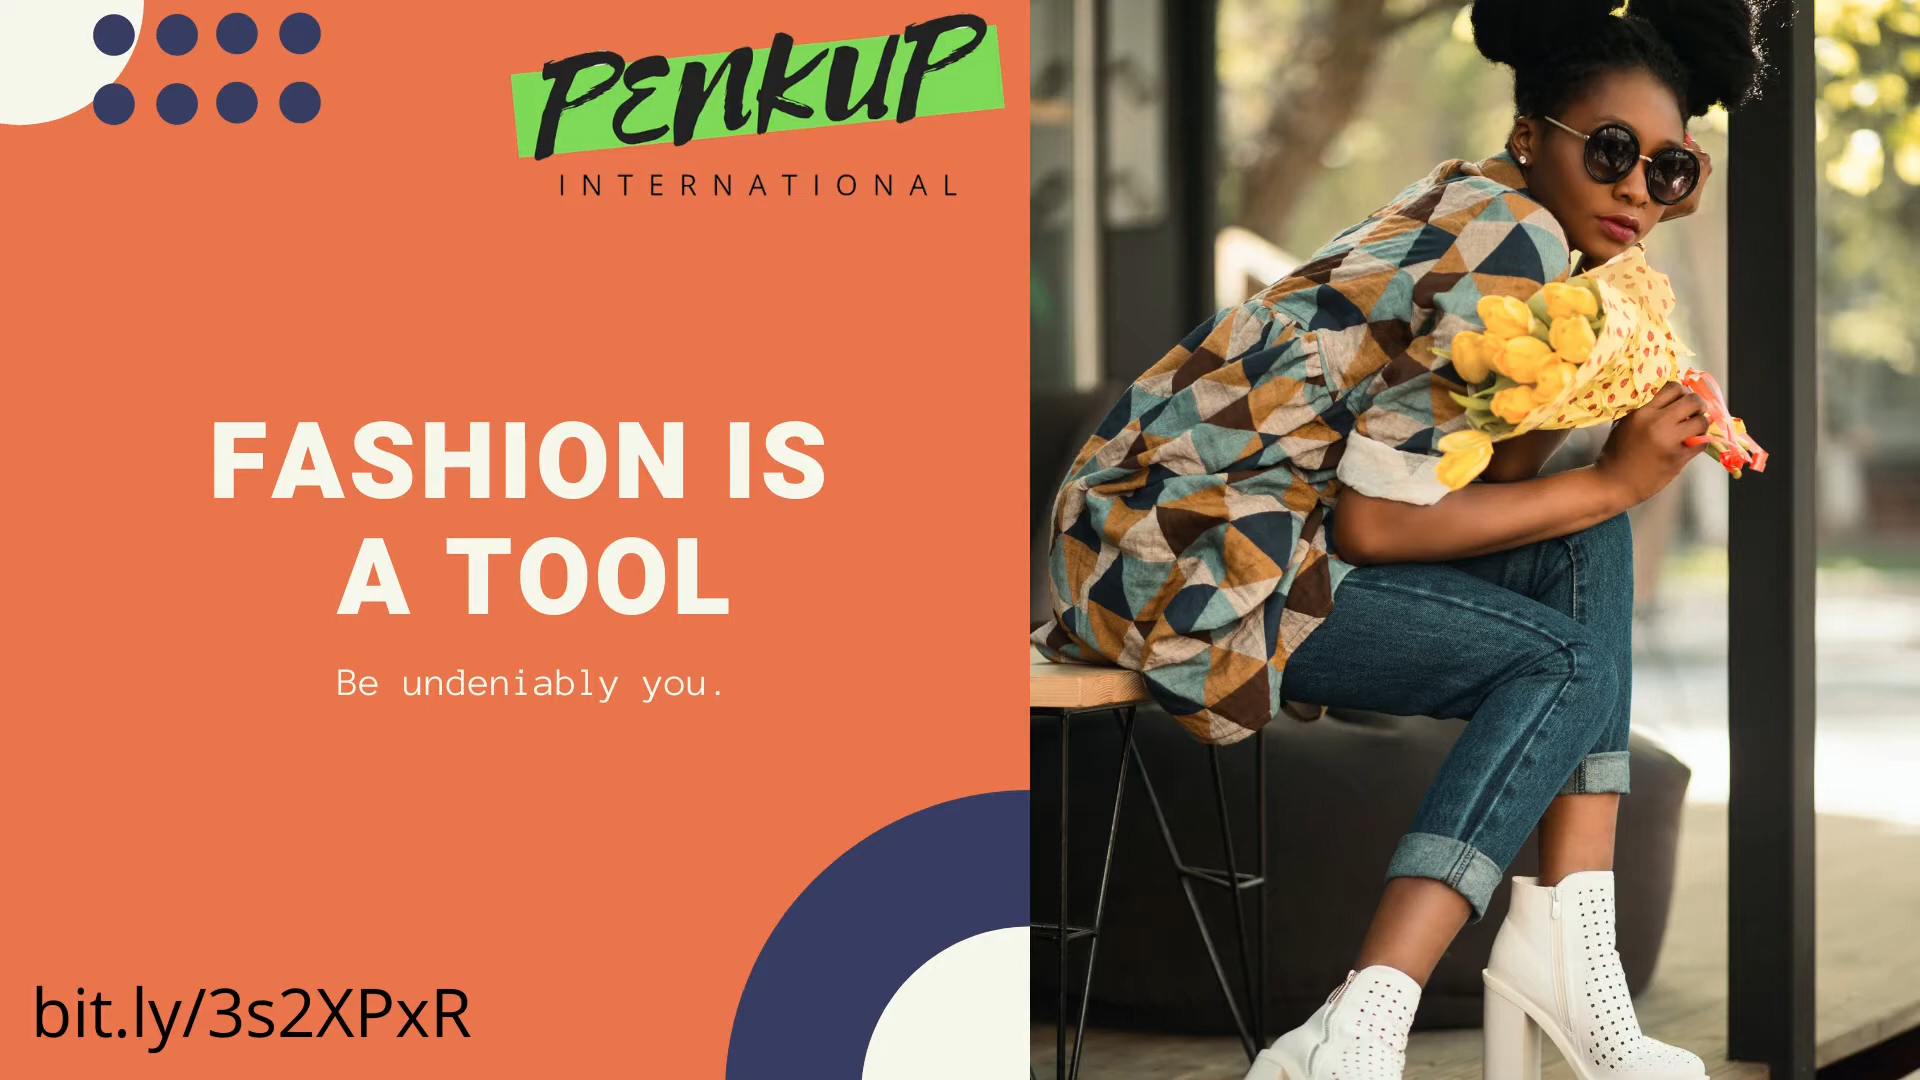 PENKUP
INTERNATIONAL
FASHION IS
A TOOL
Be undeniably you.
bit.ly/3s2XPxR